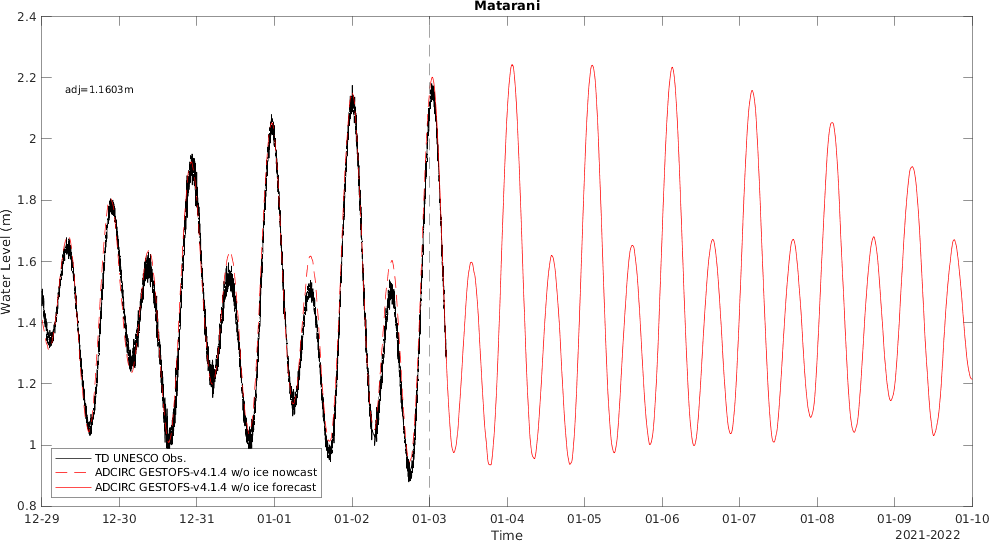 Matarani
2.4
2.2
2
1.8
1.6
1.4
1.2
1
0.8
Water Level (m)
adj=1.1603m
TD UNESCO Obs.
ADCIRC GESTOFS-v4.1.4 w/o ice nowcast
ADCIRC GESTOFS-v4.1.4 w/o ice forecast
12-29 12-30 12-31 01-01 01-02 01-03 01-04 01-05 01-06 01-07 01-08 01-09 01-10
Time
2021-2022